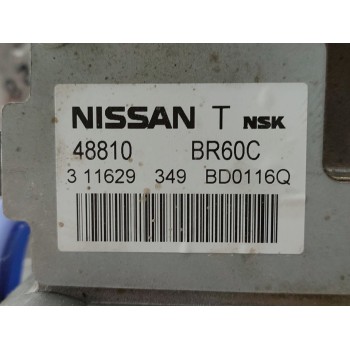 NISSAN T NSK
48810 BR60C
3 11629 349 BD0116Q